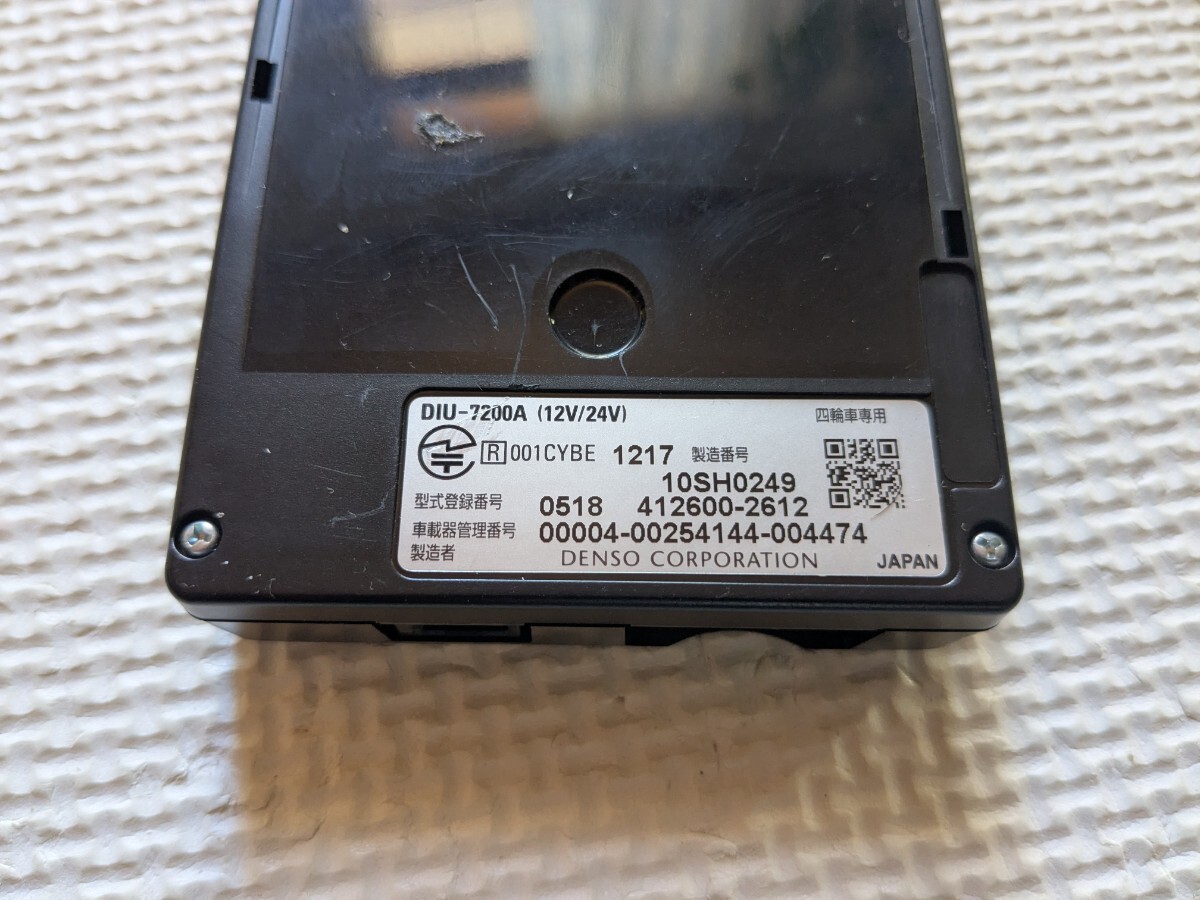 DIU-7200A (12V/24V) 四輪車専用
R 001CYBE 1217 製造番号
10SH0249
型式登録番号 0518 412600-2612
車載器管理番号 00004-00254144-004474
製造者 DENSO CORPORATION JAPAN